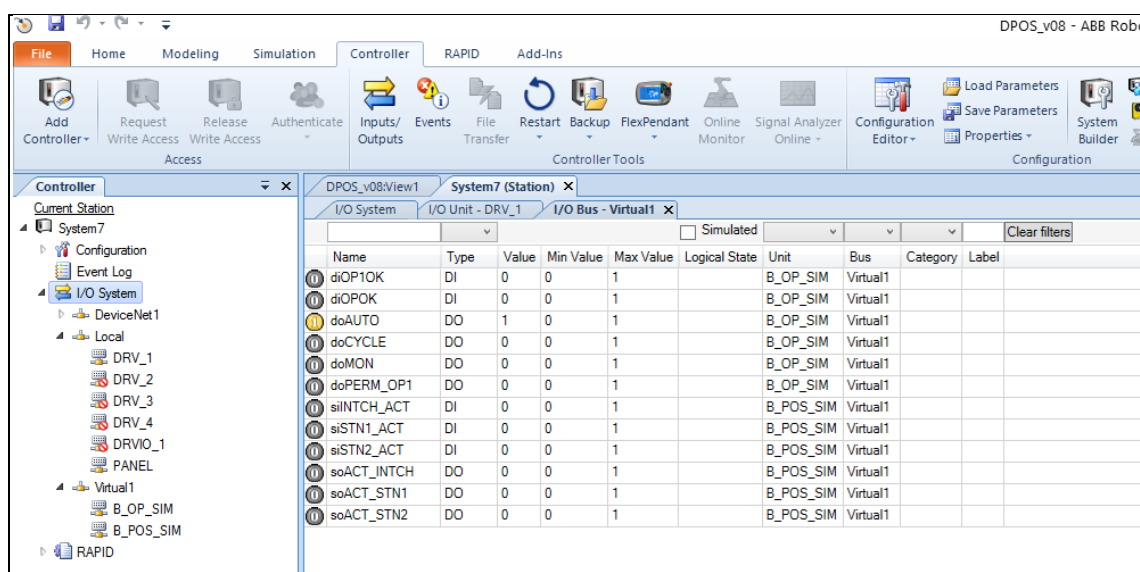 DPOS_v08 - ABB Robo
File Home Modeling Simulation Controller RAPID Add-Ins
Add Controller Request Write Access Release Write Access Authenticate
Access
Inputs/ Outputs Events File Transfer Restart Backup FlexPendant Online Monitor Signal Analyzer Online
Controller Tools
Configuration Editor Load Parameters Save Parameters Properties System Builder
Configuration
Controller
Current Station
System7
Configuration
Event Log
I/O System
DeviceNet1
Local
DRV_1
DRV_2
DRV_3
DRV_4
DRVIO_1
PANEL
Virtual1
B_OP_SIM
B_POS_SIM
RAPID
DPOS_v08:View1 System7 (Station)
I/O System I/O Unit - DRV_1 I/O Bus - Virtual1
Simulated Clear filters
Name Type Value Min Value Max Value Logical State Unit Bus Category Label
diOP1OK DI 0 0 1 B_OP_SIM Virtual1
diOPOK DI 0 0 1 B_OP_SIM Virtual1
doAUTO DO 1 0 1 B_OP_SIM Virtual1
doCYCLE DO 0 0 1 B_OP_SIM Virtual1
doMON DO 0 0 1 B_OP_SIM Virtual1
doPERM_OP1 DO 0 0 1 B_OP_SIM Virtual1
siINTCH_ACT DI 0 0 1 B_POS_SIM Virtual1
siSTN1_ACT DI 0 0 1 B_POS_SIM Virtual1
siSTN2_ACT DI 0 0 1 B_POS_SIM Virtual1
soACT_INTCH DO 0 0 1 B_POS_SIM Virtual1
soACT_STN1 DO 0 0 1 B_POS_SIM Virtual1
soACT_STN2 DO 0 0 1 B_POS_SIM Virtual1